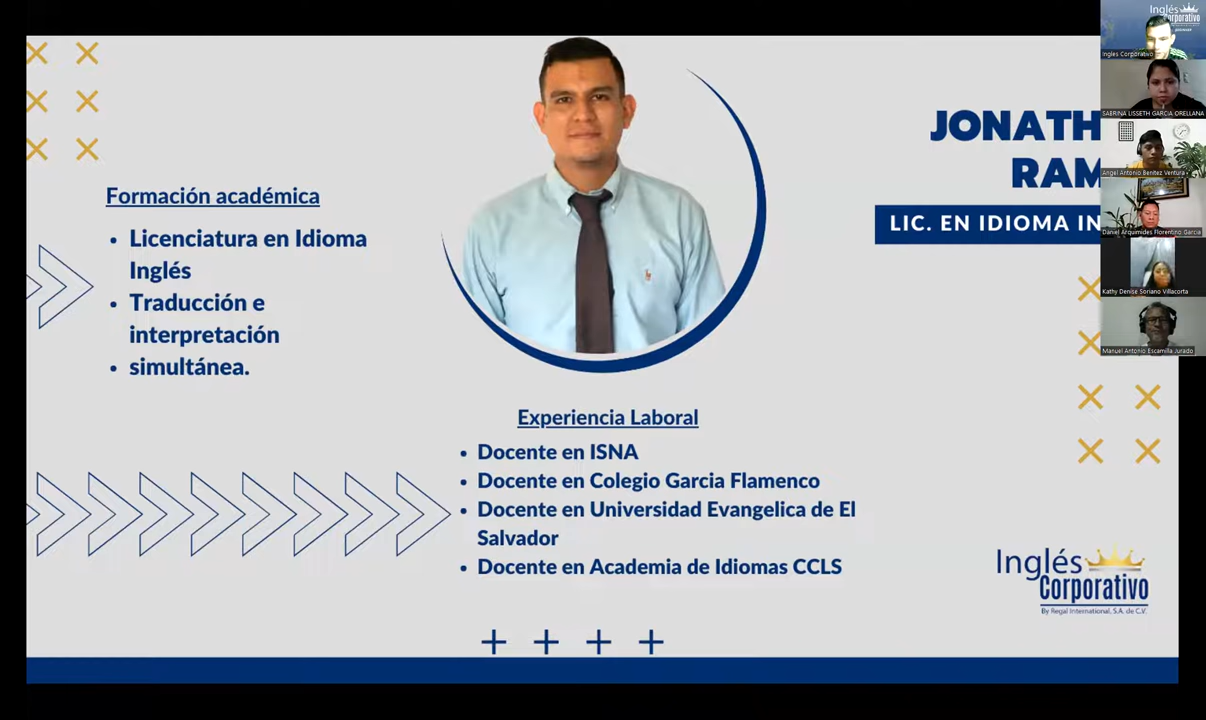 Formación académica
Licenciatura en Idioma
Inglés
Traducción e
interpretación
simultánea.
JONATH
RAM
LIC. EN IDIOMA IN
Experiencia Laboral
Docente en ISNA
Docente en Colegio Garcia Flamenco
Docente en Universidad Evangelica de El
Salvador
Docente en Academia de Idiomas CCLS
Inglés
Corporativo
By Regal International, S.A. de C.V.
Inglés
Corporativo
Ingles Corporativo
SABRINA LISSETH GARCIA ORELLANA
Angel Antonio Benitez Ventura
Daniel Arquimides Florentino Garcia
Kathy Denise Soriano Villacorta
Manuel Antonio Escamilla Jurado